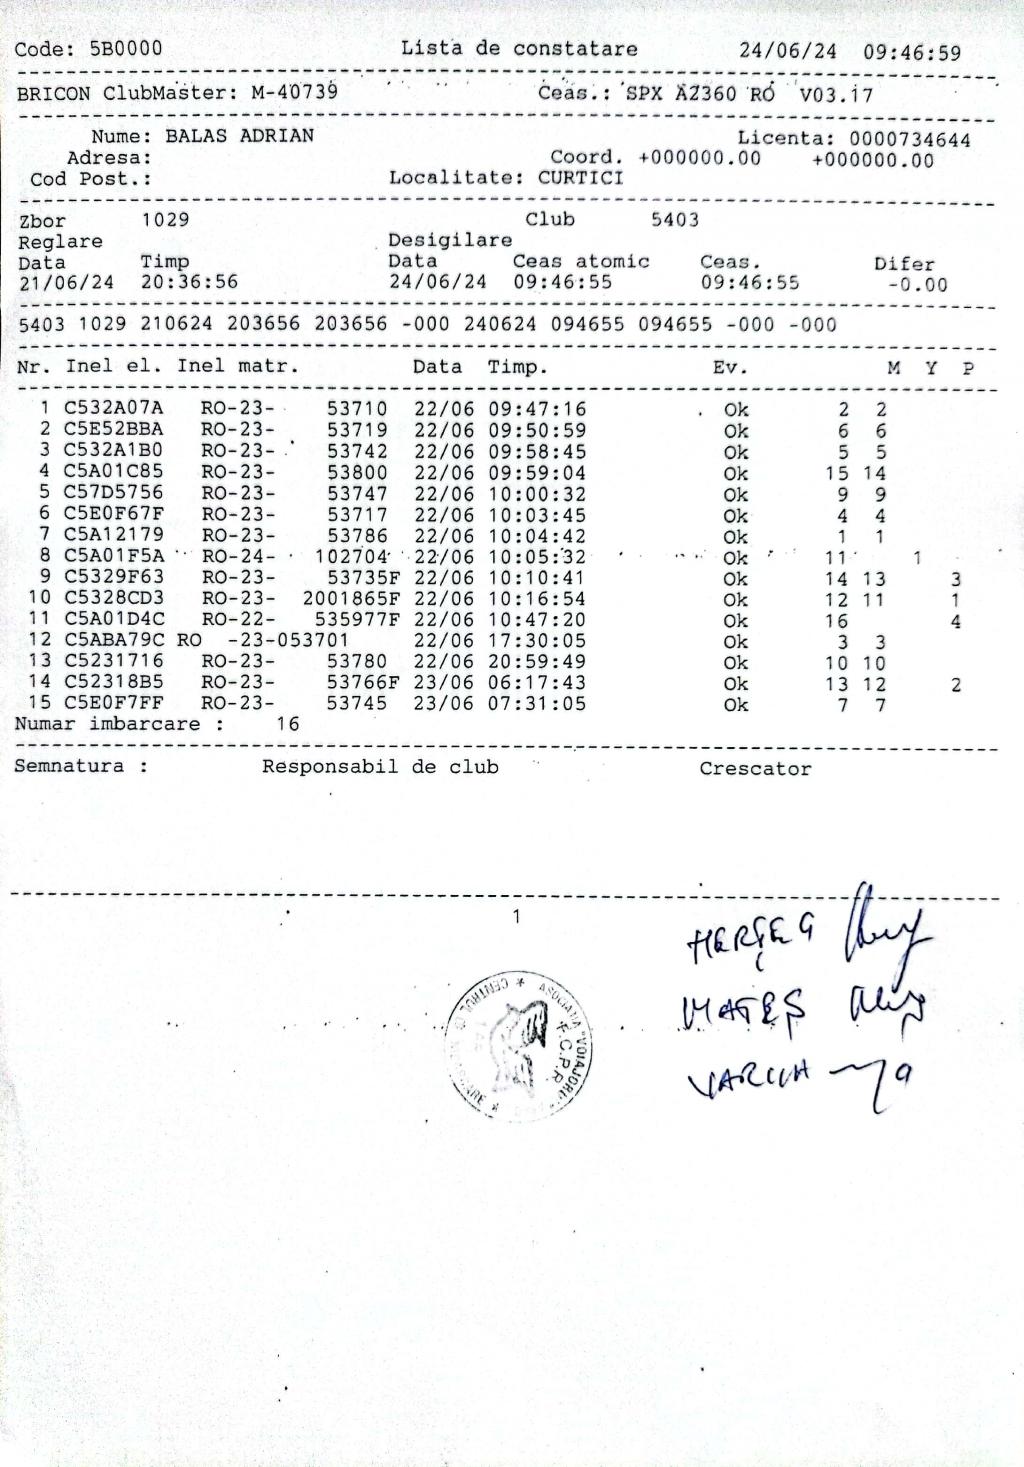 Code: 5B0000 Lista de constatare 24/06/24 09:46:59
BRICON ClubMaster: M-40739 Ceas.: SPX AZ360 RO V03.17
Nume: BALAS ADRIAN Licenta: 0000734644
Adresa: Coord. +000000.00 +000000.00
Cod Post.: Localitate: CURTICI
Zbor 1029 Club 5403
Reglare Desigilare
Data Timp Data Ceas atomic Ceas. Difer
21/06/24 20:36:56 24/06/24 09:46:55 09:46:55 -0.00
5403 1029 210624 203656 203656 -000 240624 094655 094655 -000 -000
Nr. Inel el. Inel matr. Data Timp. Ev. M Y P
1 C532A07A RO-23- 53710 22/06 09:47:16 Ok 2 2
2 C5E52BBA RO-23- 53719 22/06 09:50:59 Ok 6 6
3 C532A1B0 RO-23- 53742 22/06 09:58:45 Ok 5 5
4 C5A01C85 RO-23- 53800 22/06 09:59:04 Ok 15 14
5 C57D5756 RO-23- 53747 22/06 10:00:32 Ok 9 9
6 C5E0F67F RO-23- 53717 22/06 10:03:45 Ok 4 4
7 C5A12179 RO-23- 53786 22/06 10:04:42 Ok 1 1
8 C5A01F5A RO-24- 102704 22/06 10:05:32 Ok 11 1
9 C5329F63 RO-23- 53735F 22/06 10:10:41 Ok 14 13 3
10 C5328CD3 RO-23- 2001865F 22/06 10:16:54 Ok 12 11 1
11 C5A01D4C RO-22- 535977F 22/06 10:47:20 Ok 16 4
12 C5ABA79C RO -23-053701 22/06 17:30:05 Ok 3 3
13 C5231716 RO-23- 53780 22/06 20:59:49 Ok 10 10
14 C52318B5 RO-23- 53766F 23/06 06:17:43 Ok 13 12 2
15 C5E0F7FF RO-23- 53745 23/06 07:31:05 Ok 7 7
Numar imbarcare : 16
Semnatura : Responsabil de club Crescator
1
HERȚEG
MATEȘ
VARGHA
ASOCIATIA "VOIAJORUL"
F.C.P.R.